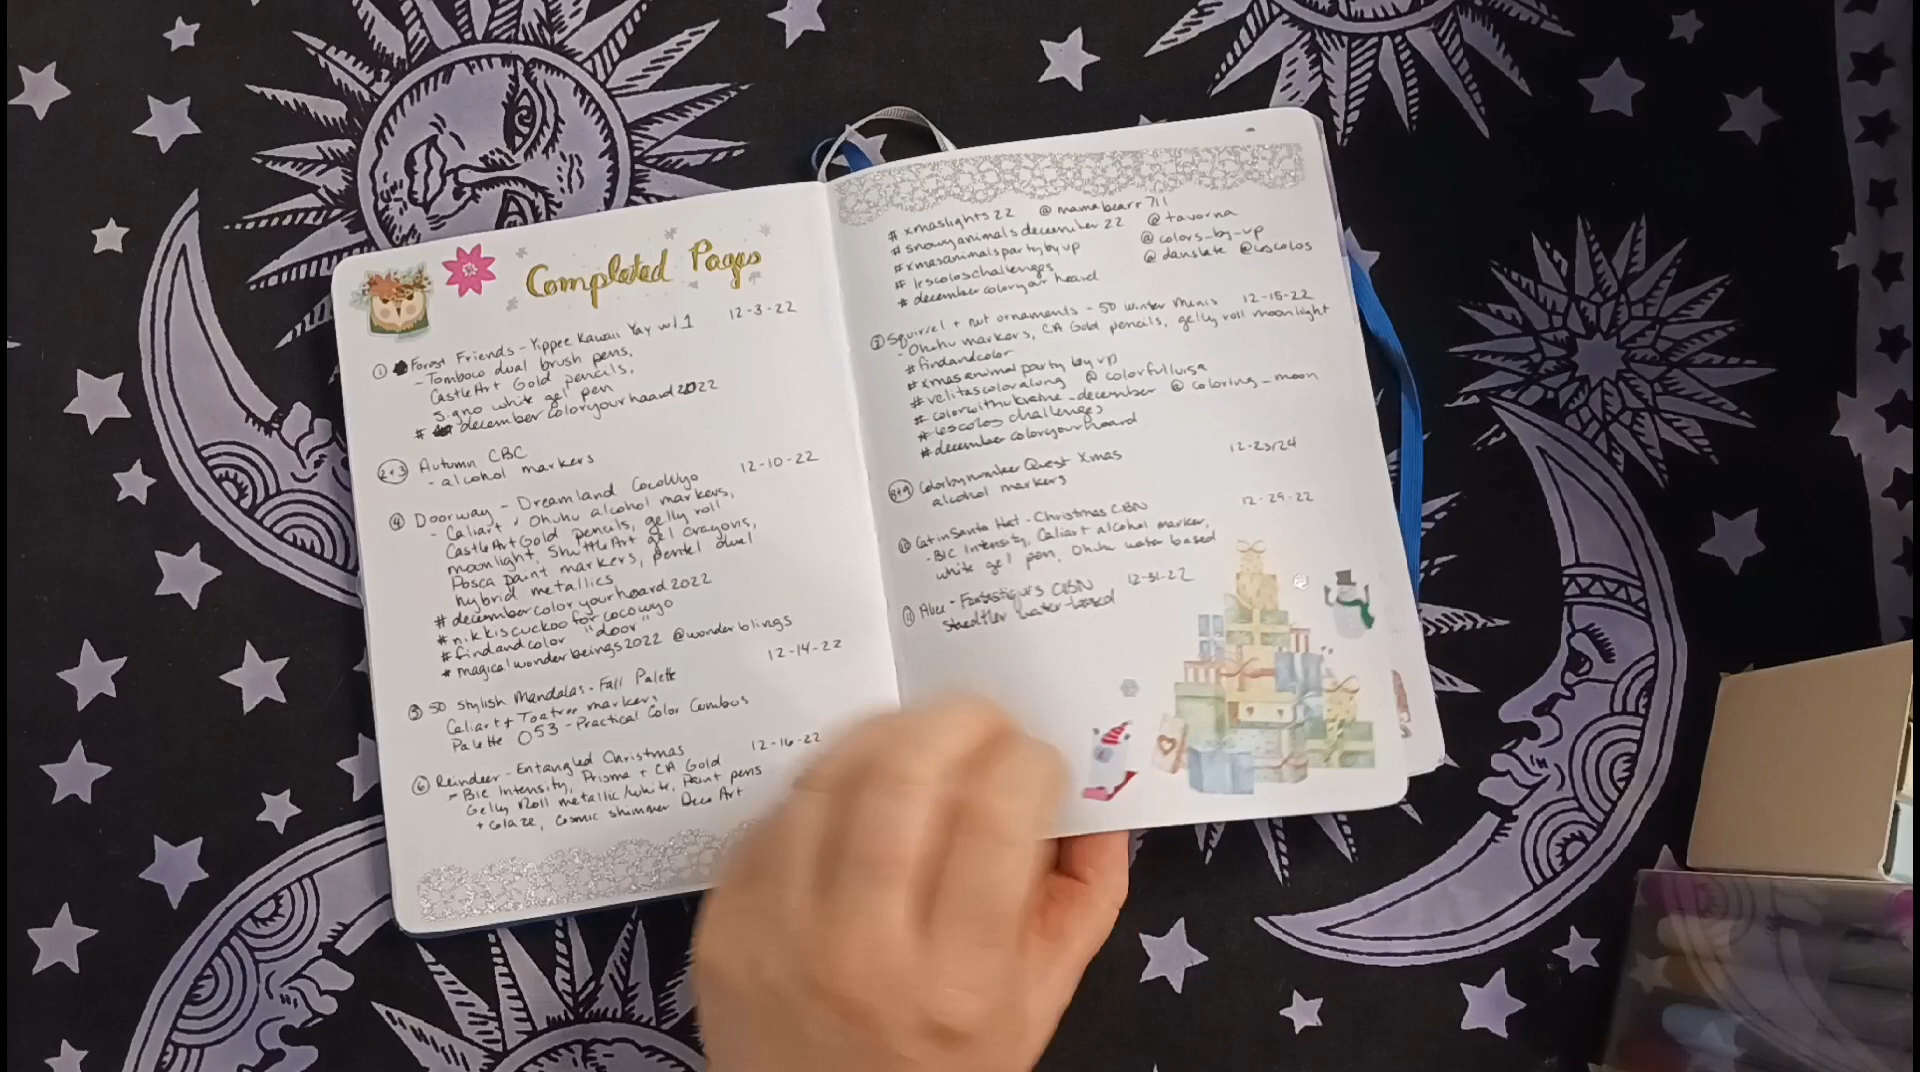 Completed Pages
① Forest Friends - Yippee Kawaii Yay vol 1 12-3-22
- Tombow dual brush pens,
CastleArt Gold pencils,
Signo white gel pen
# decembercoloryourhoard2022
②+③ Autumn CBC
- alcohol markers
④ Doorway - Dreamland CocoWyo 12-10-22
- Caliart + Ohuhu alcohol markers,
CastleArt Gold pencils, gelly roll
moonlight, ShuttleArt gel crayons,
Posca paint markers, pentel dual
hybrid metallics
# decembercoloryourhoard2022
# nikkiscuckooforcocowyo
# findandcolor "door"
# magicalwonderbeings2022 @wonderblings
⑤ 50 Stylish Mandalas - Fall Palette 12-14-22
Caliart + Toatree markers
Palette 053 - Practical Color Combos
⑥ Reindeer - Entangled Christmas 12-16-22
- BIC Intensity, Prisma + CA Gold
Gelly Roll metallic/white, Paint pens
+ Glaze, Cosmic shimmer Deco Art
# xmaslights22 @mamabearr711
# snowyanimalsdecember22 @tavorna
# xmasanimalspartybyvp @colors_by_vp
# lescoloschallenges @danslate @lescolos
# decembercoloryourhoard
⑦ Squirrel + nut ornaments - 50 Winter Minis 12-15-22
- Ohuhu markers, CA Gold pencils, gelly roll moonlight
# findandcolor
# xmasanimalpartybyvp
# velitascoloralong @colorfulluisa
# colorwithukraine_december @coloring_moon
# lescoloschallenges
# decembercoloryourhoard
⑧+⑨ Colorbynumber Quest Xmas 12-23/24
alcohol markers
⑩ Cat in Santa Hat - Christmas CBN 12-29-22
- BIC Intensity, Caliart alcohol marker,
white gel pen, Ohuhu water based
⑪ Alice - CBN 12-31-22
Staedtler water-based